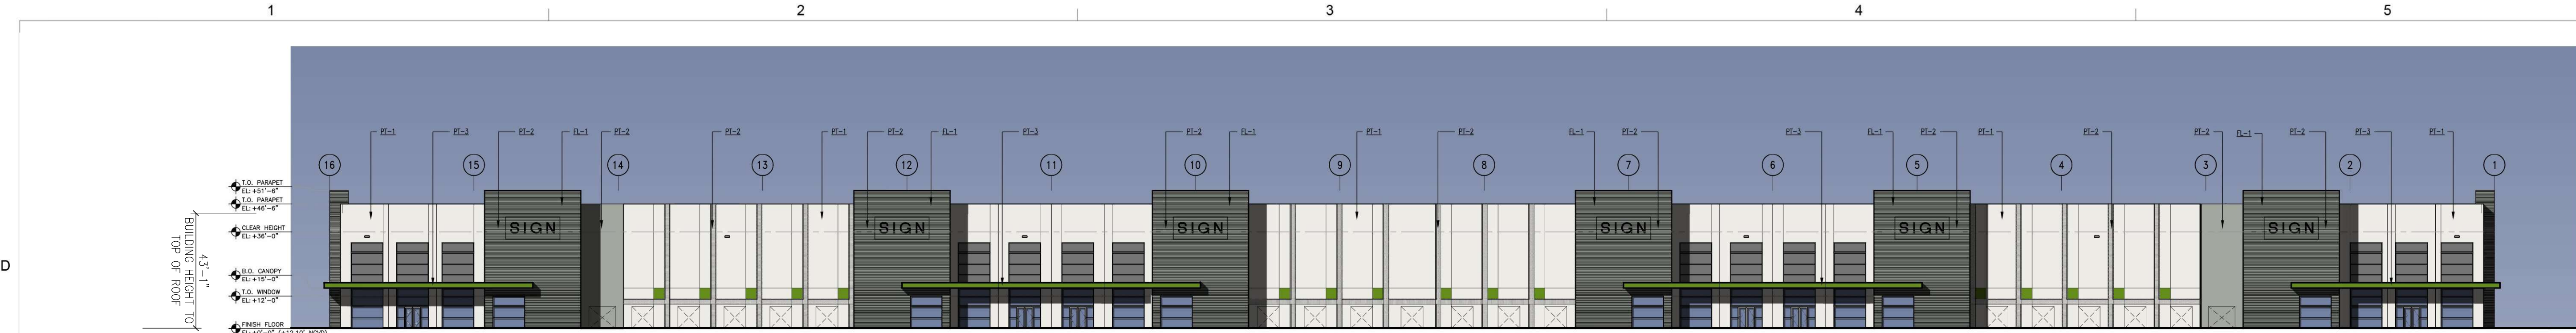 1 2 3 4 5
PT-1 PT-3 PT-2 FL-1 PT-2 PT-2 PT-1 PT-2 FL-1 PT-3 PT-2 FL-1 PT-1 PT-2 FL-1 PT-2 PT-3 FL-1 PT-2 PT-1 PT-2 PT-2 FL-1 PT-2 PT-3 PT-1
16 15 14 13 12 11 10 9 8 7 6 5 4 3 2 1
T.O. PARAPET
EL: +51'-6"
T.O. PARAPET
EL: +46'-6"
SIGN SIGN SIGN SIGN SIGN SIGN
CLEAR HEIGHT
EL: +36'-0"
D
B.O. CANOPY
EL: +15'-0"
T.O. WINDOW
EL: +12'-0"
FINISH FLOOR
43'-1"
BUILDING HEIGHT TO
TOP OF ROOF